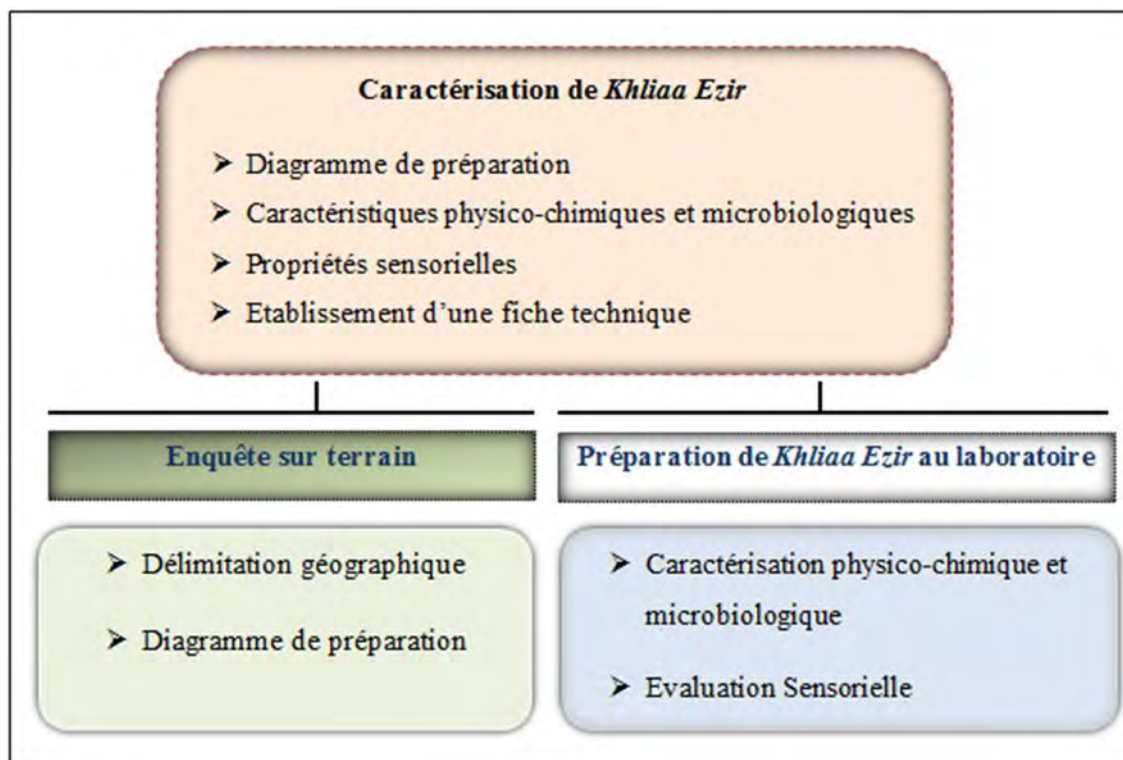 Caractérisation de Khliaa Ezir
➢ Diagramme de préparation
➢ Caractéristiques physico-chimiques et microbiologiques
➢ Propriétés sensorielles
➢ Etablissement d’une fiche technique
Enquête sur terrain
➢ Délimitation géographique
➢ Diagramme de préparation
Préparation de Khliaa Ezir au laboratoire
➢ Caractérisation physico-chimique et
microbiologique
➢ Evaluation Sensorielle